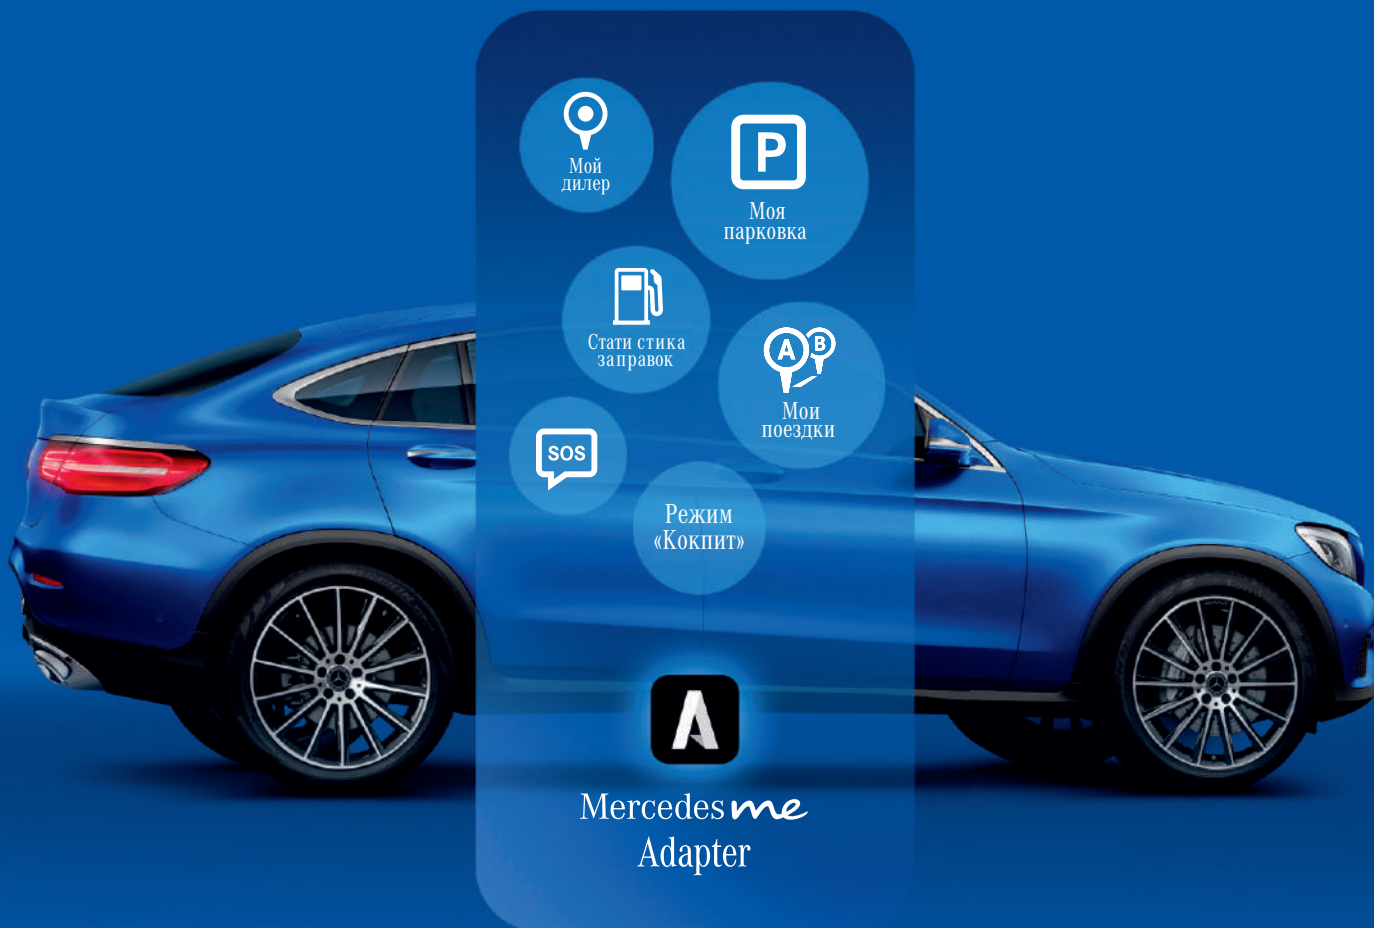 Мой
дилер
P
Моя
парковка
Стати стика
заправок
A B
Мои
поездки
SOS
Режим
«Кокпит»
Mercedes me
Adapter